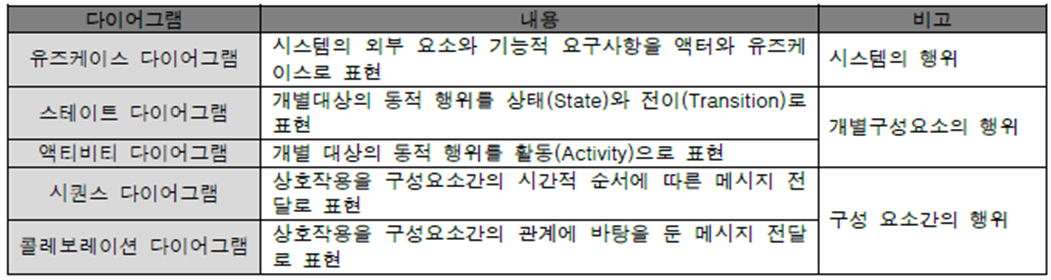 다이어그램 내용 비고
유즈케이스 다이어그램 시스템의 외부 요소와 기능적 요구사항을 액터와 유즈케
이스로 표현 시스템의 행위
스테이트 다이어그램 개별대상의 동적 행위를 상태(State)와 전이(Transition)로
표현 개별구성요소의 행위
액티비티 다이어그램 개별 대상의 동적 행위를 활동(Activity)으로 표현
시퀀스 다이어그램 상호작용을 구성요소간의 시간적 순서에 따른 메시지 전
달로 표현 구성 요소간의 행위
콜레보레이션 다이어그램 상호작용을 구성요소간의 관계에 바탕을 둔 메시지 전달
로 표현